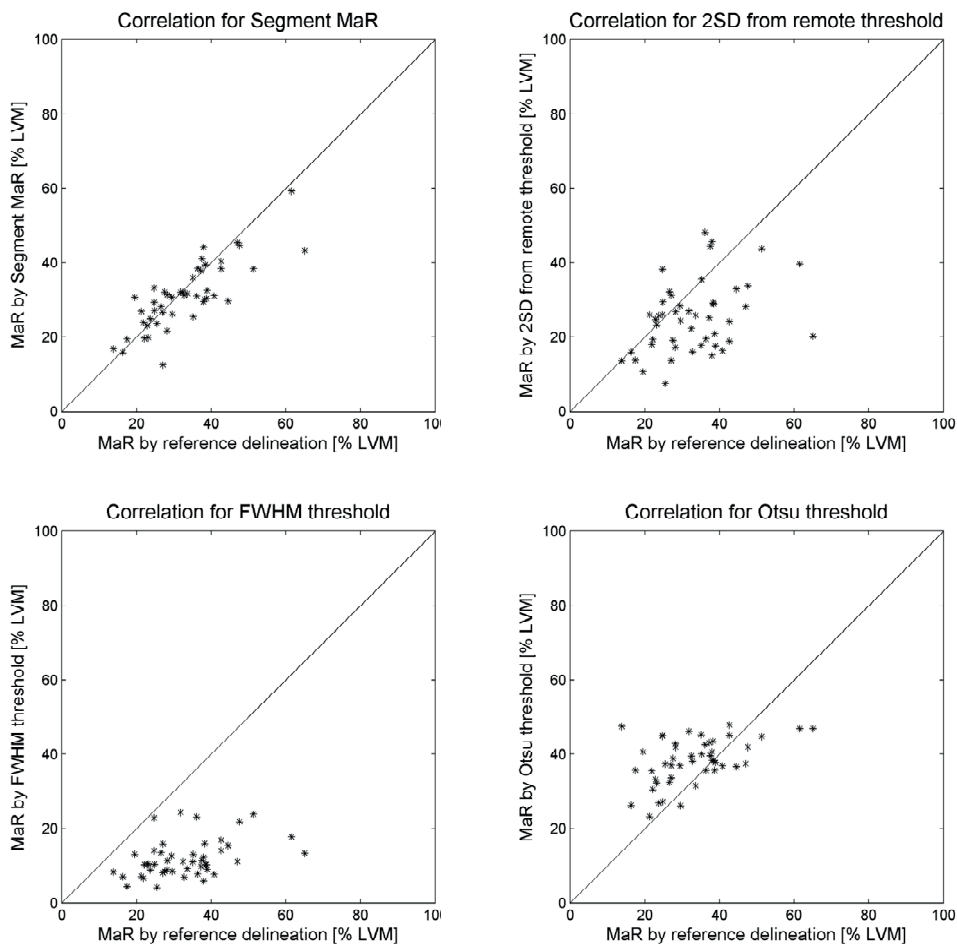 Correlation for Segment MaR
MaR by Segment MaR [% LVM]
100
80
60
40
20
0
0 20 40 60 80 100
MaR by reference delineation [% LVM]
Correlation for 2SD from remote threshold
MaR by 2SD from remote threshold [% LVM]
100
80
60
40
20
0
0 20 40 60 80 100
MaR by reference delineation [% LVM]
Correlation for FWHM threshold
MaR by FWHM threshold [% LVM]
100
80
60
40
20
0
0 20 40 60 80 100
MaR by reference delineation [% LVM]
Correlation for Otsu threshold
MaR by Otsu threshold [% LVM]
100
80
60
40
20
0
0 20 40 60 80 100
MaR by reference delineation [% LVM]